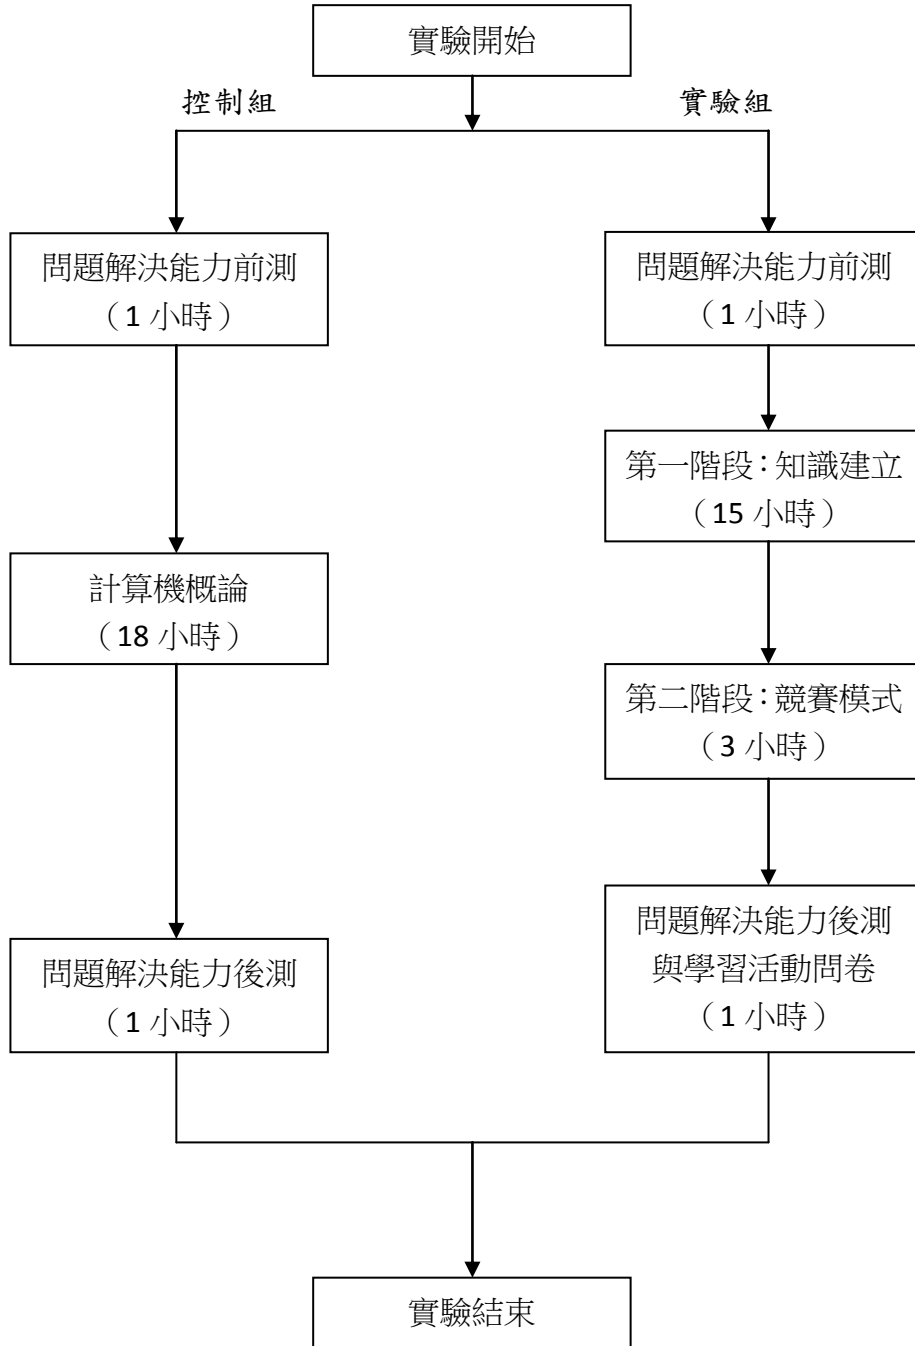 實驗開始
控制組
實驗組
問題解決能力前測
（1 小時）
問題解決能力前測
（1 小時）
第一階段：知識建立
（15 小時）
計算機概論
（18 小時）
第二階段：競賽模式
（3 小時）
問題解決能力後測
與學習活動問卷
（1 小時）
問題解決能力後測
（1 小時）
實驗結束